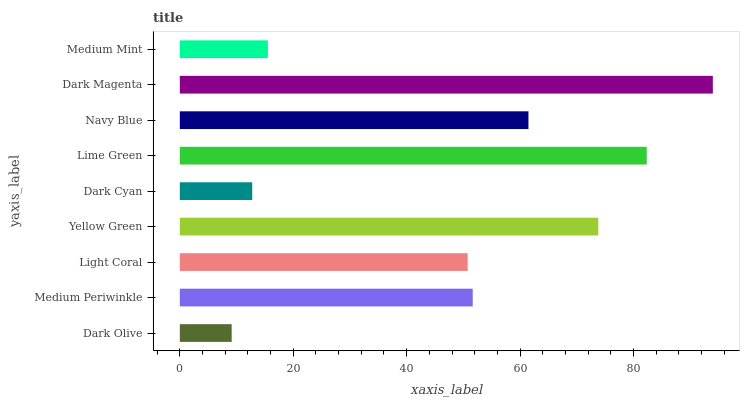 title
Medium Mint
Dark Magenta
Navy Blue
Lime Green
Dark Cyan
Yellow Green
Light Coral
Medium Periwinkle
Dark Olive
yaxis_label
0 20 40 60 80
xaxis_label